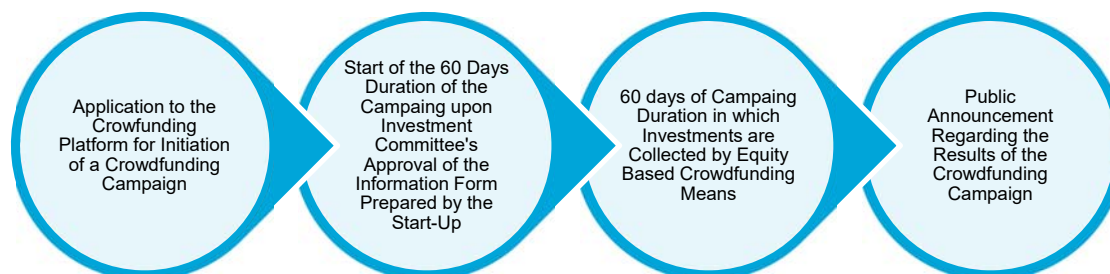 Application to the
Crowfunding
Platform for Initiation
of a Crowdfunding
Campaign
Start of the 60 Days
Duration of the
Campaing upon
Investment
Committee's
Approval of the
Information Form
Prepared by the
Start-Up
60 days of Campaing
Duration in which
Investments are
Collected by Equity
Based Crowdfunding
Means
Public
Announcement
Regarding the
Results of the
Crowdfunding
Campaign